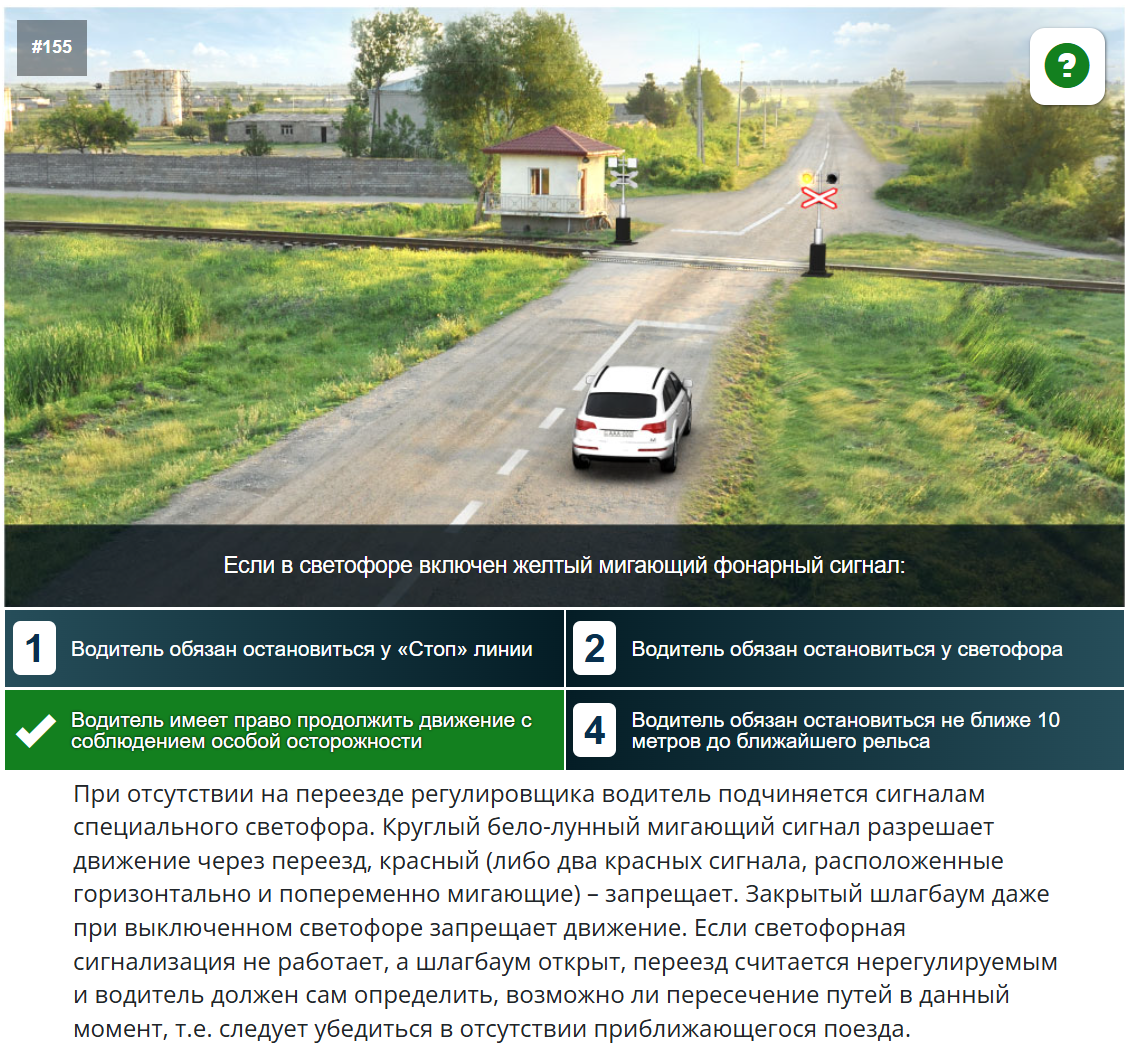 #155
?
Если в светофоре включен желтый мигающий фонарный сигнал:
1
Водитель обязан остановиться у «Стоп» линии
2
Водитель обязан остановиться у светофора
Водитель имеет право продолжить движение с
соблюдением особой осторожности
4
Водитель обязан остановиться не ближе 10
метров до ближайшего рельса
При отсутствии на переезде регулировщика водитель подчиняется сигналам
специального светофора. Круглый бело-лунный мигающий сигнал разрешает
движение через переезд, красный (либо два красных сигнала, расположенные
горизонтально и попеременно мигающие) – запрещает. Закрытый шлагбаум даже
при выключенном светофоре запрещает движение. Если светофорная
сигнализация не работает, а шлагбаум открыт, переезд считается нерегулируемым
и водитель должен сам определить, возможно ли пересечение путей в данный
момент, т.е. следует убедиться в отсутствии приближающегося поезда.